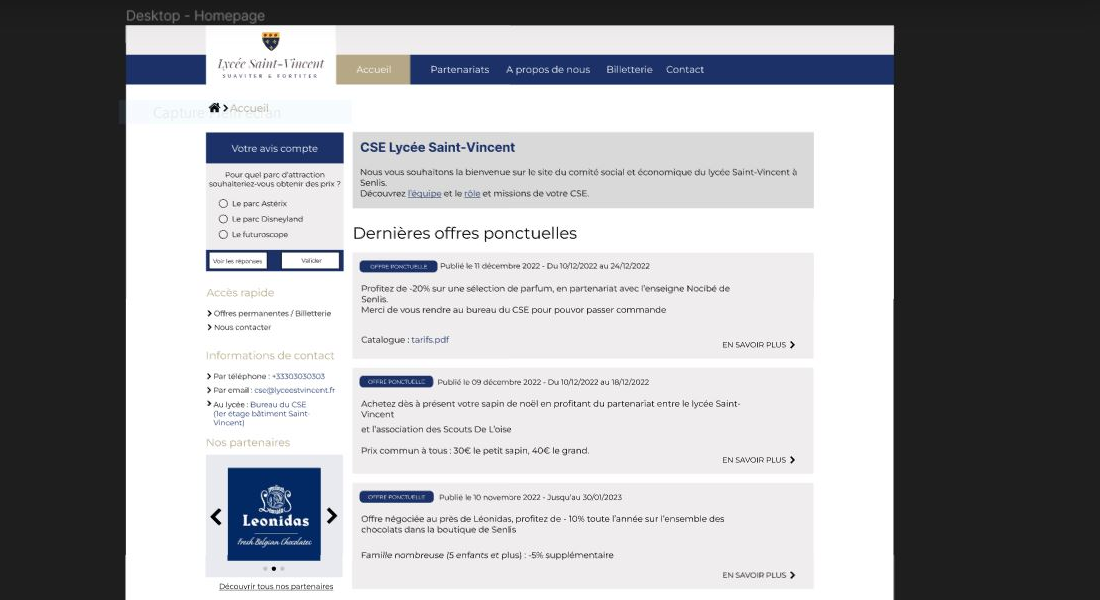 Desktop - Homepage
Lycée Saint-Vincent
SUAVITER & FORTITER
Accueil
Partenariats
A propos de nous
Billetterie
Contact
Capture Plein écran
Accueil
Votre avis compte
Pour quel parc d'attraction
souhaiteriez-vous obtenir des prix ?
Le parc Astérix
Le parc Disneyland
Le futuroscope
Voir les réponses
Valider
Accès rapide
Offres permanentes / Billetterie
Nous contacter
Informations de contact
Par téléphone : +33303030303
Par email : cse@lyceestvincent.fr
Au lycée : Bureau du CSE
(1er étage bâtiment Saint-
Vincent)
Nos partenaires
Leonidas
Fresh Belgian Chocolates
Découvrir tous nos partenaires
CSE Lycée Saint-Vincent
Nous vous souhaitons la bienvenue sur le site du comité social et économique du lycée Saint-Vincent à
Senlis.
Découvrez l'équipe et le rôle et missions de votre CSE.
Dernières offres ponctuelles
OFFRE PONCTUELLE Publié le 11 décembre 2022 - Du 10/12/2022 au 24/12/2022
Profitez de -20% sur une sélection de parfum, en partenariat avec l'enseigne Nocibé de
Senlis.
Merci de vous rendre au bureau du CSE pour pouvor passer commande
Catalogue : tarifs.pdf
EN SAVOIR PLUS
OFFRE PONCTUELLE Publié le 09 décembre 2022 - Du 10/12/2022 au 18/12/2022
Achetez dès à présent votre sapin de noël en profitant du partenariat entre le lycée Saint-
Vincent
et l'association des Scouts De L'oise
Prix commun à tous : 30€ le petit sapin, 40€ le grand.
EN SAVOIR PLUS
OFFRE PONCTUELLE Publié le 10 novembre 2022 - Jusqu'au 30/01/2023
Offre négociée au près de Léonidas, profitez de - 10% toute l'année sur l'ensemble des
chocolats dans la boutique de Senlis
Famille nombreuse (5 enfants et plus) : -5% supplémentaire
EN SAVOIR PLUS